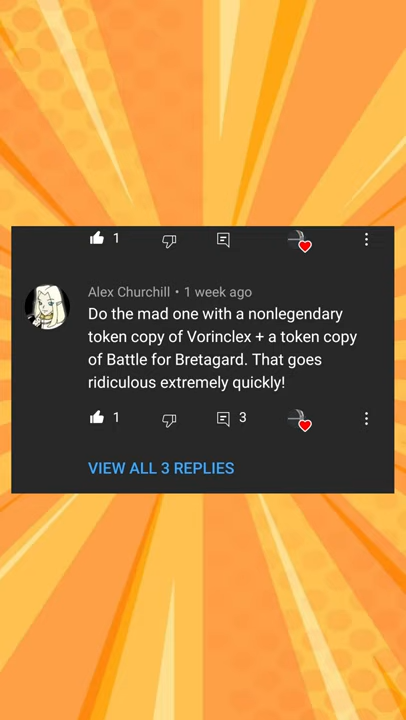 1
Alex Churchill • 1 week ago
Do the mad one with a nonlegendary
token copy of Vorinclex + a token copy
of Battle for Bretagard. That goes
ridiculous extremely quickly!
1 3
VIEW ALL 3 REPLIES